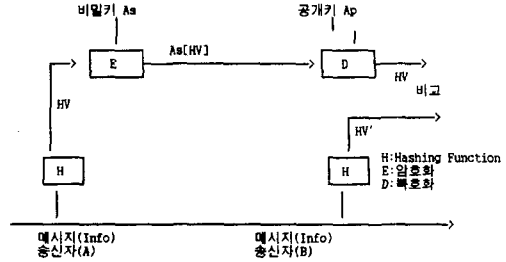 비밀키 As
공개키 Ap
E
As[HV]
D
HV
비교
HV
HV'
H
H
H:Hashing Function
E:암호화
D:복호화
메시지(Info)
송신자(A)
메시지(Info)
송신자(B)